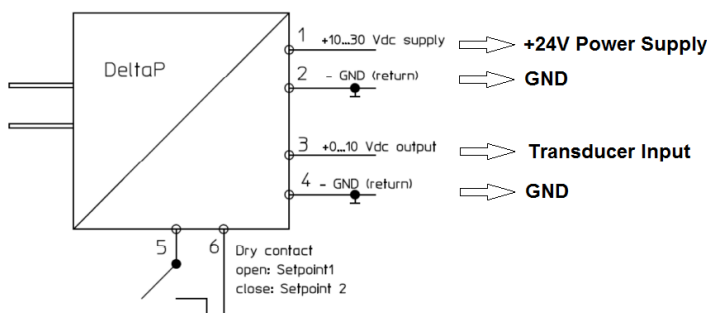 DeltaP
1 +10...30 Vdc supply +24V Power Supply
2 - GND (return) GND
3 +0...10 Vdc output Transducer Input
4 - GND (return) GND
5 6 Dry contact
open: Setpoint1
close: Setpoint 2